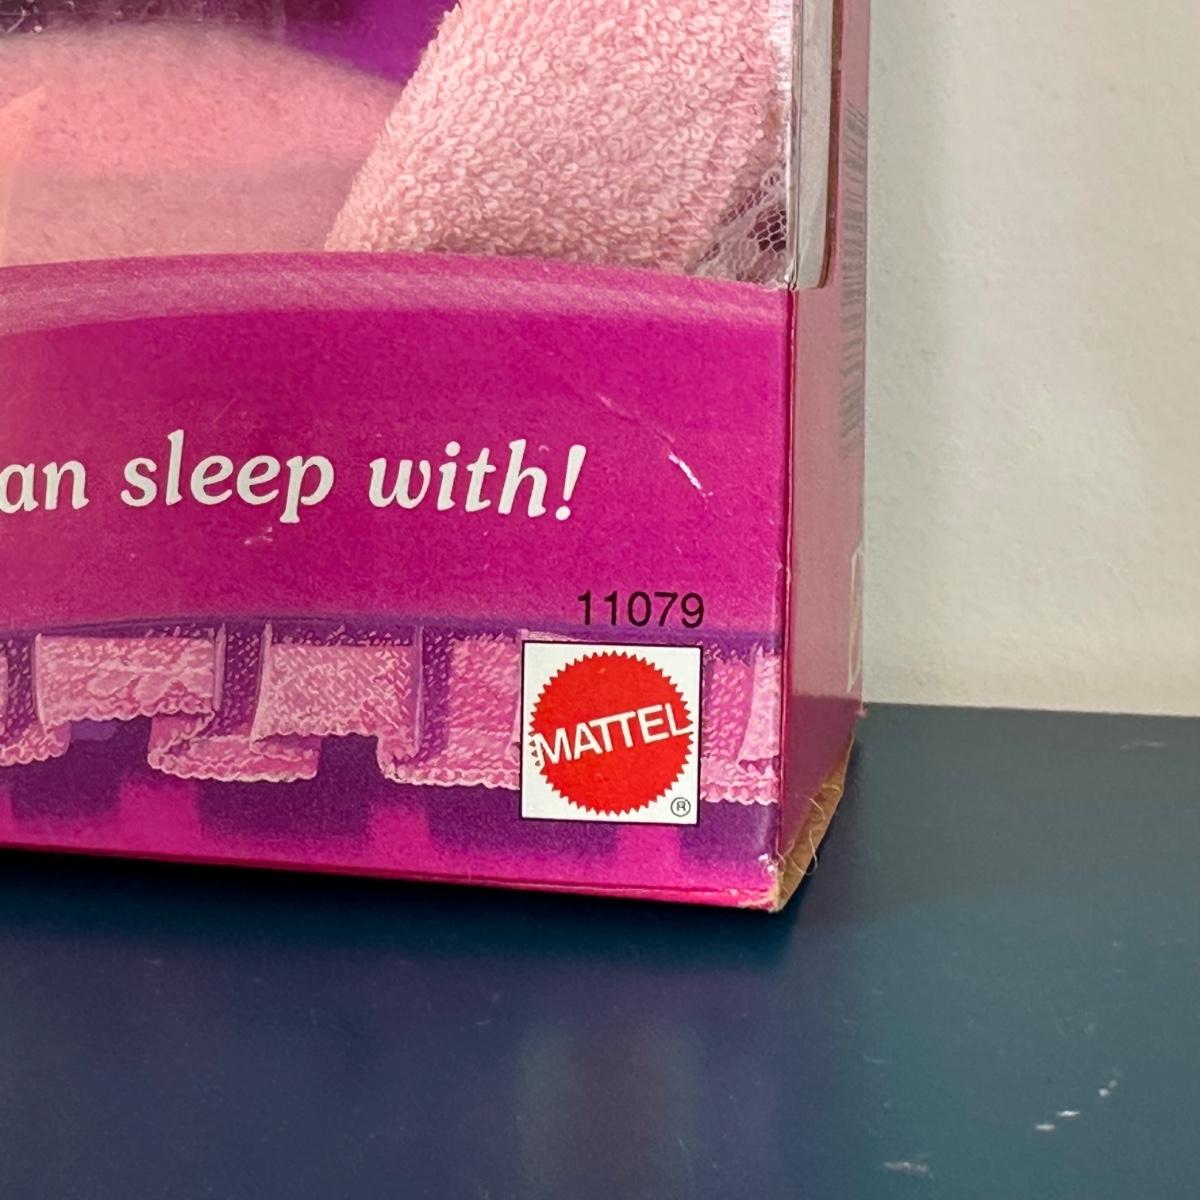 an sleep with!
11079
MATTEL
®